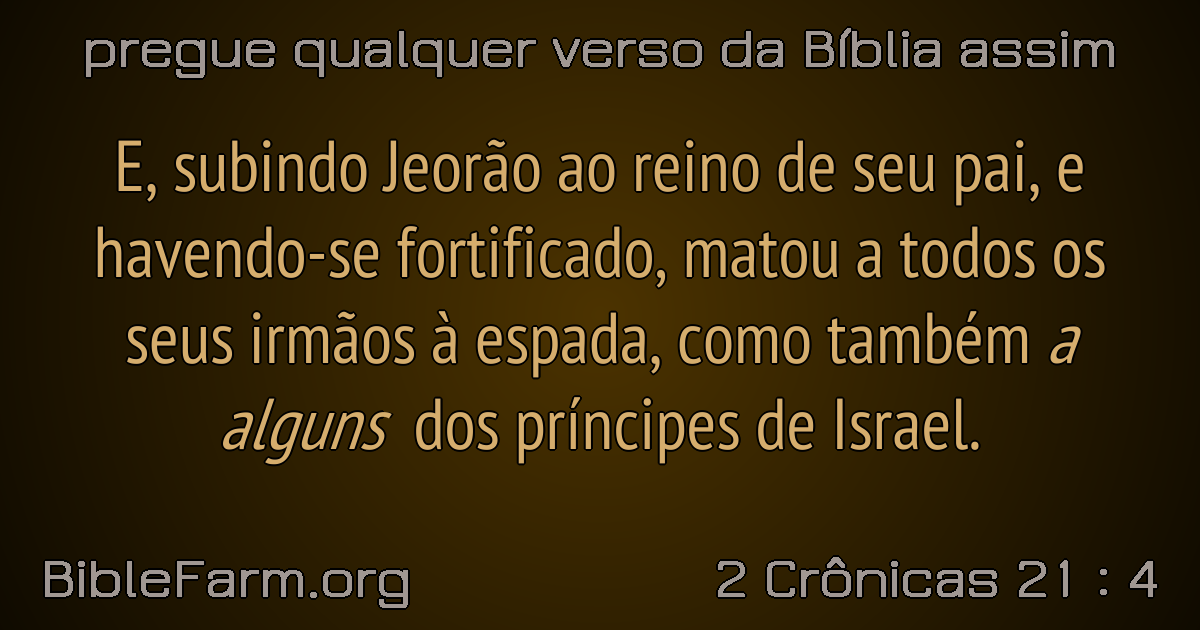 pregue qualquer verso da Bíblia assim
E, subindo Jeorão ao reino de seu pai, e
havendo-se fortificado, matou a todos os
seus irmãos à espada, como também a
alguns dos príncipes de Israel.
BibleFarm.org
2 Crônicas 21 : 4